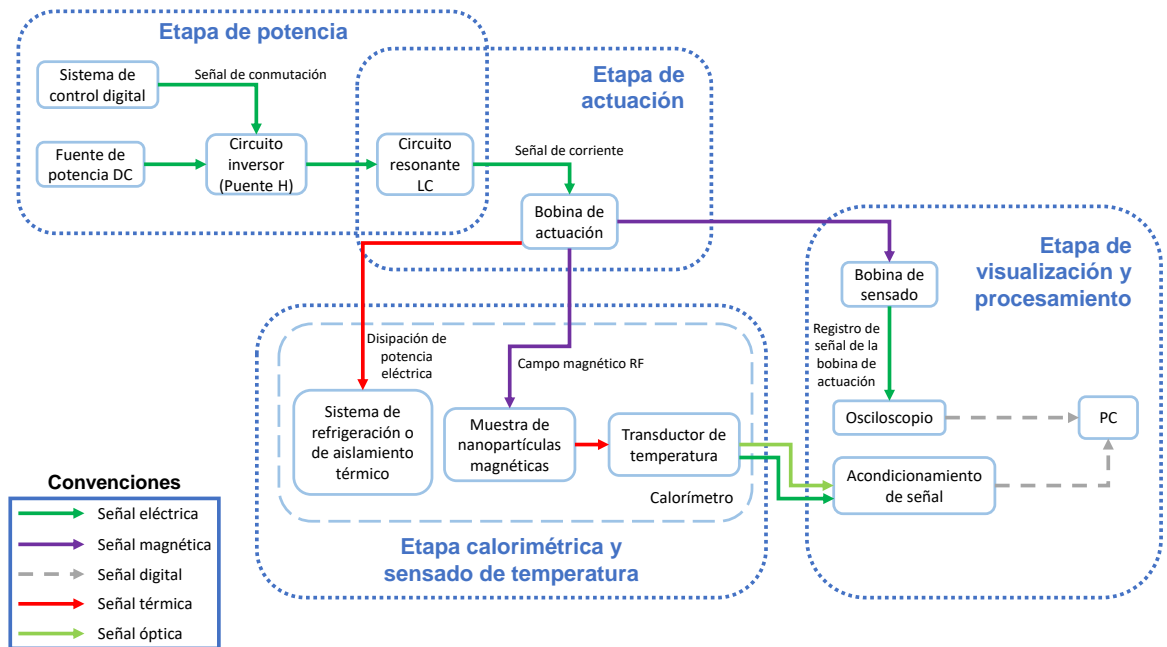 Etapa de potencia
Sistema de
control digital
Señal de conmutación
Fuente de
potencia DC
Circuito
inversor
(Puente H)
Etapa de
actuación
Circuito
resonante
LC
Señal de corriente
Bobina de
actuación
Etapa de
visualización y
procesamiento
Bobina de
sensado
Registro de
señal de la
bobina de
actuación
Osciloscopio
PC
Acondicionamiento
de señal
Disipación de
potencia
eléctrica
Campo magnético RF
Sistema de
refrigeración o
de aislamiento
térmico
Muestra de
nanopartículas
magnéticas
Transductor de
temperatura
Calorímetro
Etapa calorimétrica y
sensado de temperatura
Convenciones
Señal eléctrica
Señal magnética
Señal digital
Señal térmica
Señal óptica